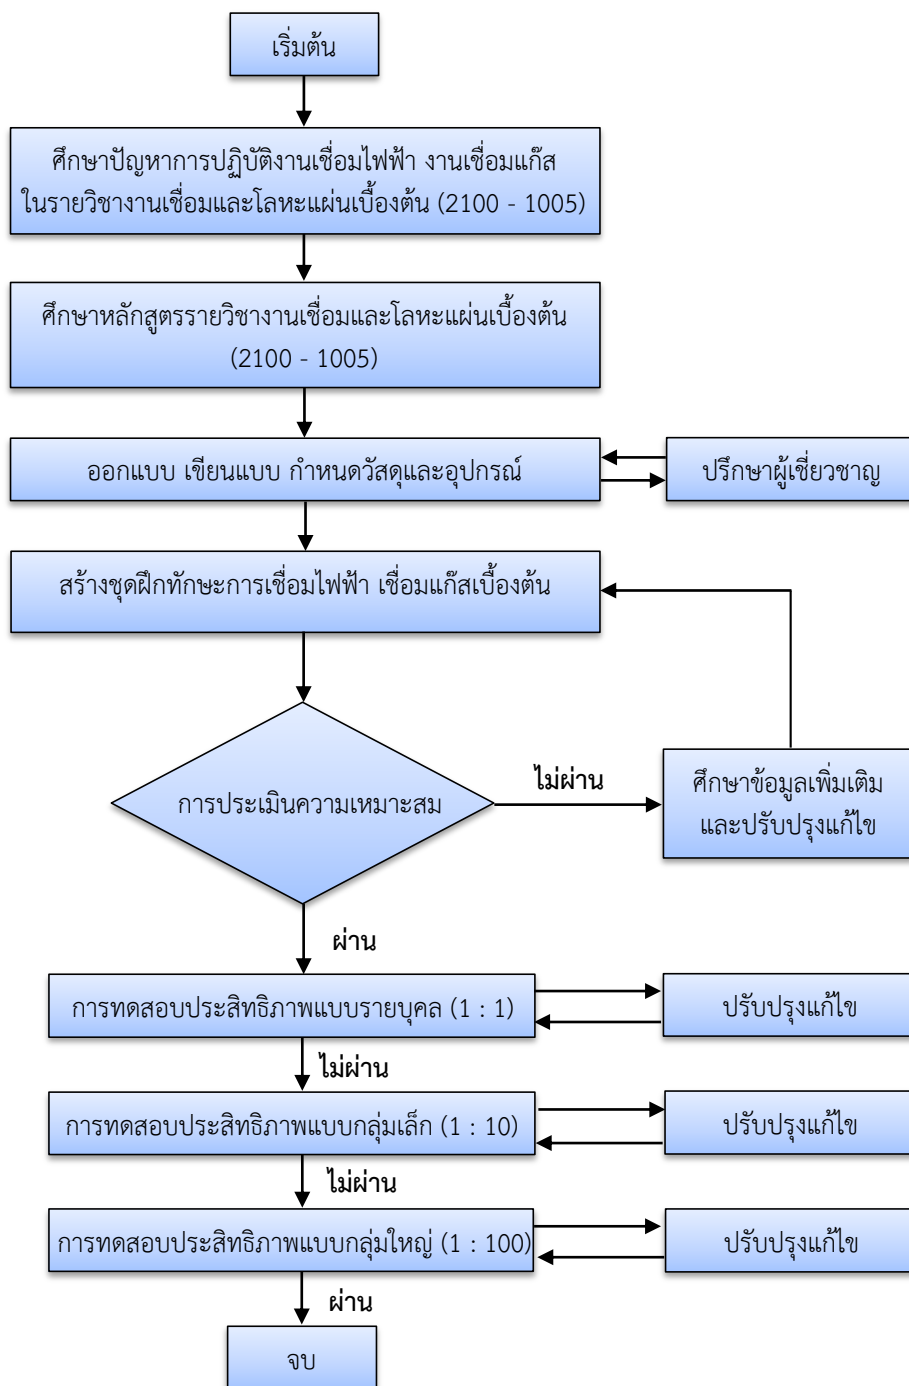 เริ่มต้น
ศึกษาปัญหาการปฏิบัติงานเชื่อมไฟฟ้า งานเชื่อมแก๊ส
ในรายวิชางานเชื่อมและโลหะแผ่นเบื้องต้น (2100 - 1005)
ศึกษาหลักสูตรรายวิชางานเชื่อมและโลหะแผ่นเบื้องต้น
(2100 - 1005)
ออกแบบ เขียนแบบ กำหนดวัสดุและอุปกรณ์
ปรึกษาผู้เชี่ยวชาญ
สร้างชุดฝึกทักษะการเชื่อมไฟฟ้า เชื่อมแก๊สเบื้องต้น
การประเมินความเหมาะสม
ไม่ผ่าน
ศึกษาข้อมูลเพิ่มเติม
และปรับปรุงแก้ไข
ผ่าน
การทดสอบประสิทธิภาพแบบรายบุคล (1 : 1)
ปรับปรุงแก้ไข
ไม่ผ่าน
การทดสอบประสิทธิภาพแบบกลุ่มเล็ก (1 : 10)
ปรับปรุงแก้ไข
ไม่ผ่าน
การทดสอบประสิทธิภาพแบบกลุ่มใหญ่ (1 : 100)
ปรับปรุงแก้ไข
ผ่าน
จบ